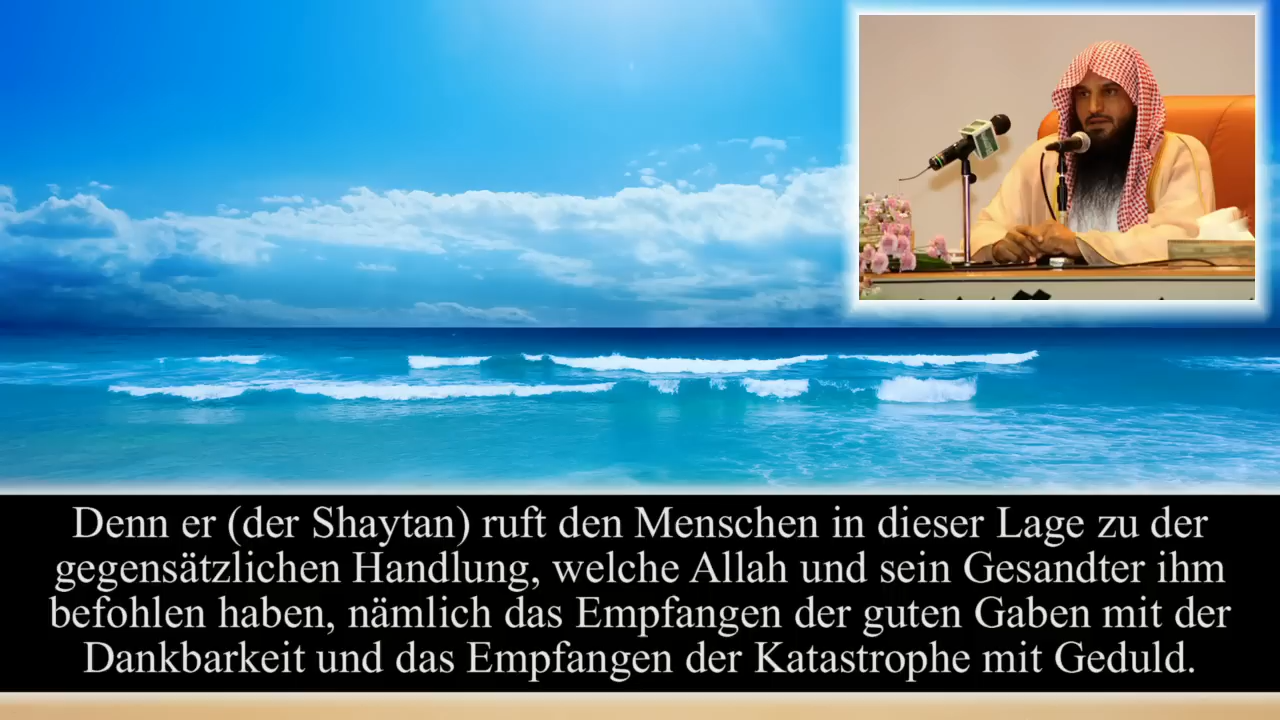 Denn er (der Shaytan) ruft den Menschen in dieser Lage zu der
gegensätzlichen Handlung, welche Allah und sein Gesandter ihm
befohlen haben, nämlich das Empfangen der guten Gaben mit der
Dankbarkeit und das Empfangen der Katastrophe mit Geduld.